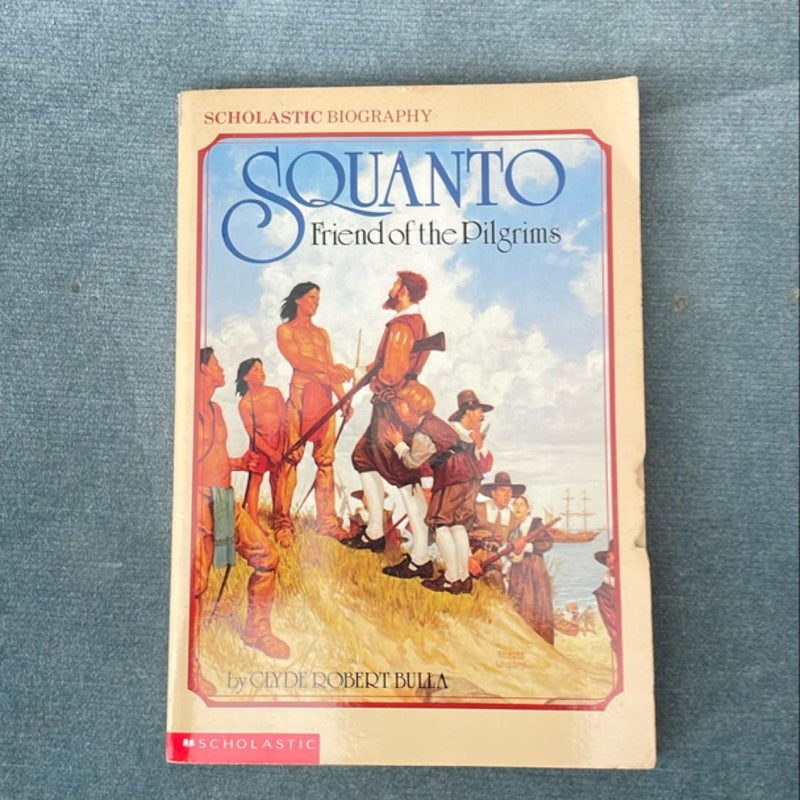 SCHOLASTIC BIOGRAPHY
SQUANTO
Friend of the Pilgrims
by CLYDE ROBERT BULLA
SCHOLASTIC